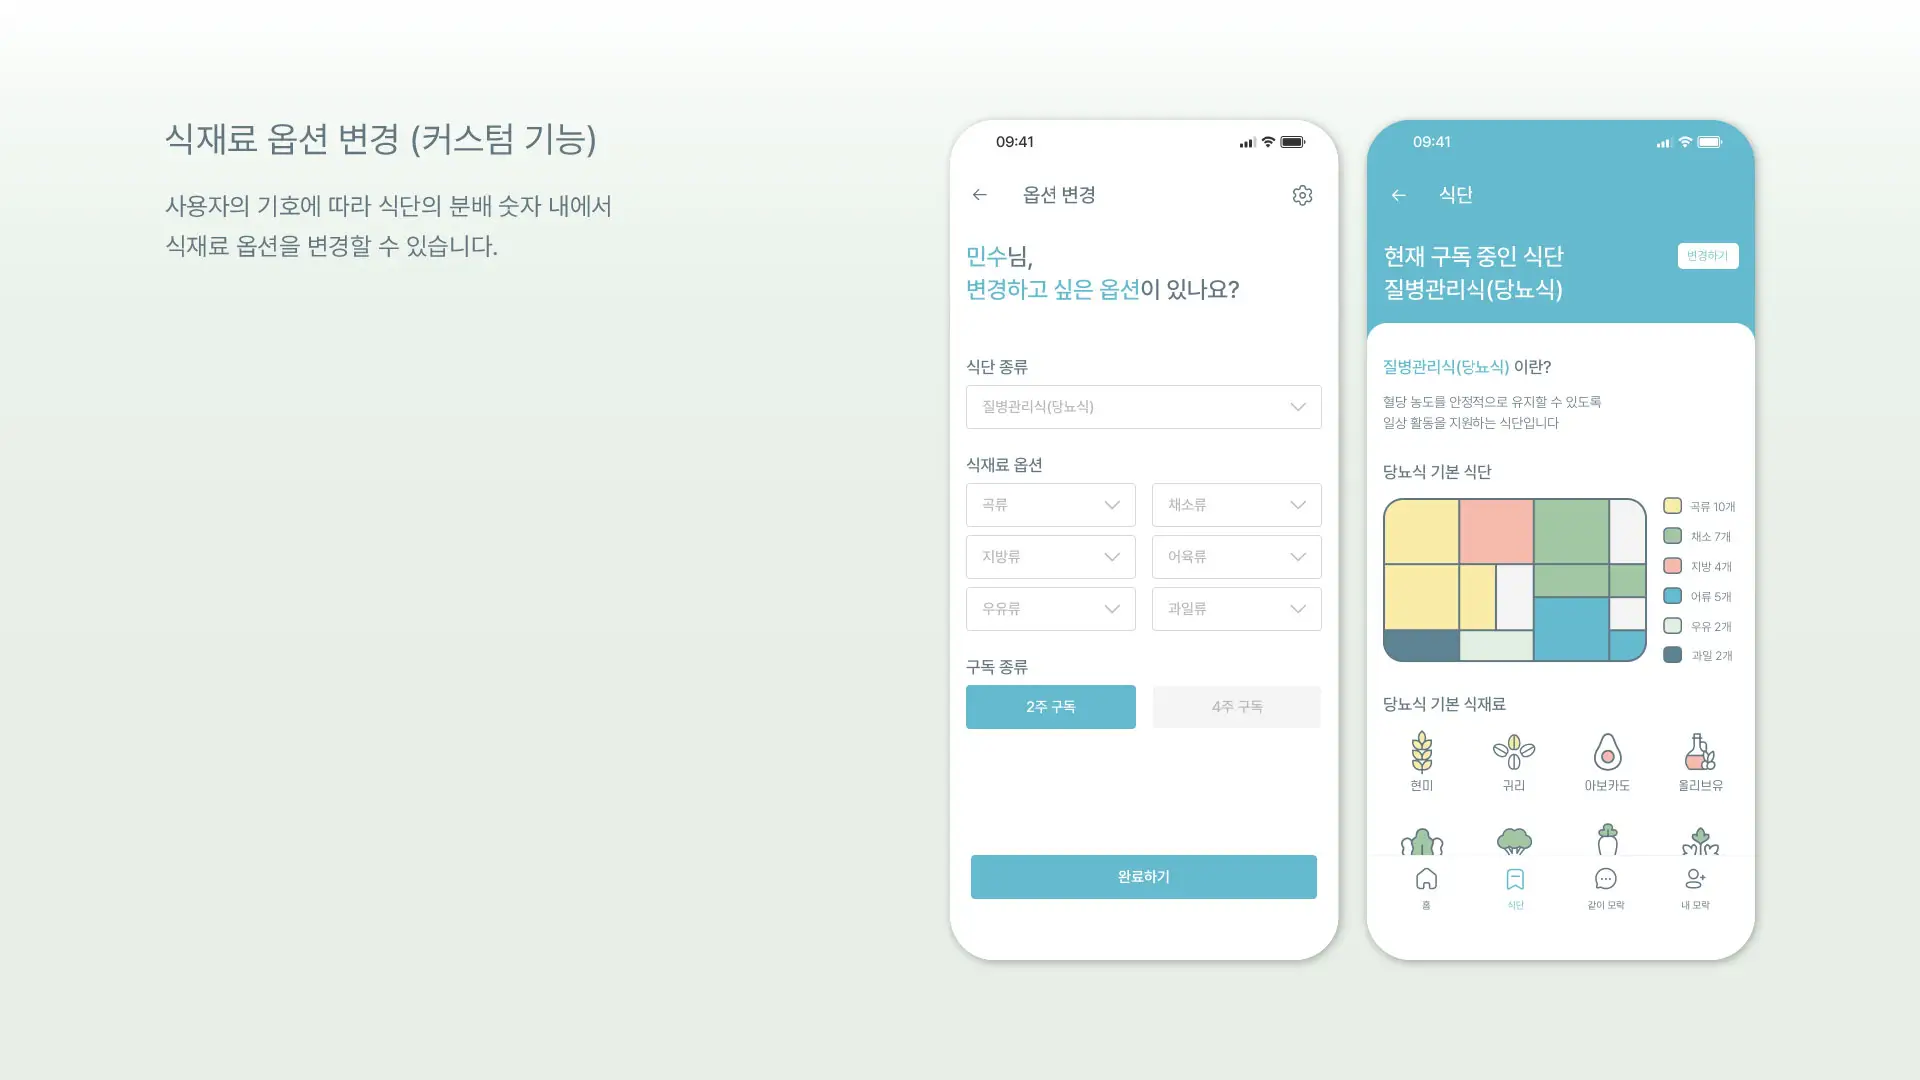 식재료 옵션 변경 (커스텀 기능)
사용자의 기호에 따라 식단의 분배 숫자 내에서
식재료 옵션을 변경할 수 있습니다.
09:41
옵션 변경
민수님,
변경하고 싶은 옵션이 있나요?
식단 종류
질병관리식(당뇨식)
식재료 옵션
곡류
채소류
지방류
어육류
우유류
과일류
구독 종류
2주 구독
4주 구독
완료하기
09:41
식단
현재 구독 중인 식단
변경하기
질병관리식(당뇨식)
질병관리식(당뇨식) 이란?
혈당 농도를 안정적으로 유지할 수 있도록
일상 활동을 지원하는 식단입니다
당뇨식 기본 식단
곡류 10개
채소 7개
지방 4개
어류 5개
우유 2개
과일 2개
당뇨식 기본 식재료
현미
귀리
아보카도
올리브유
홈
식단
같이 모락
내 모락